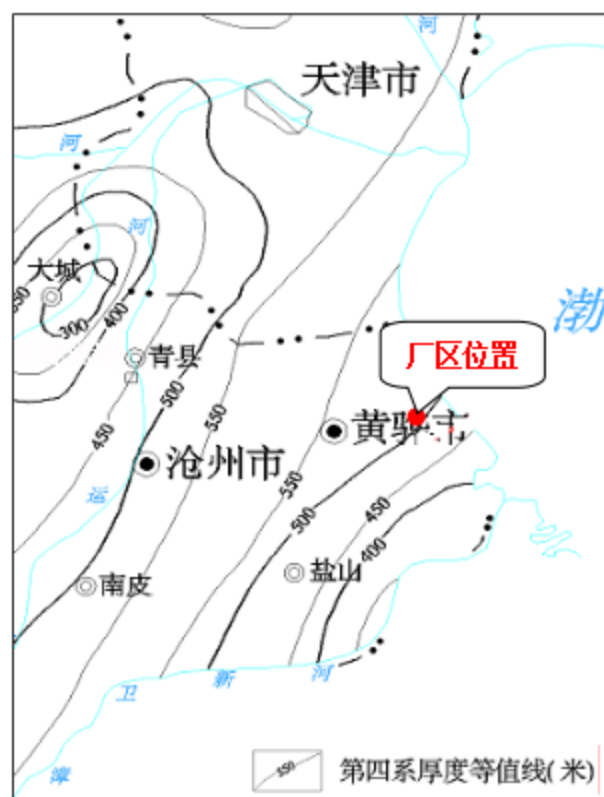 河
天津市
河
河
大城
350
300
400
渤
厂区位置
青县
500
450
550
黄骅市
沧州市
550
500
450
400
运
盐山
南皮
卫
新
河
漳
350
第四系厚度等值线(米)